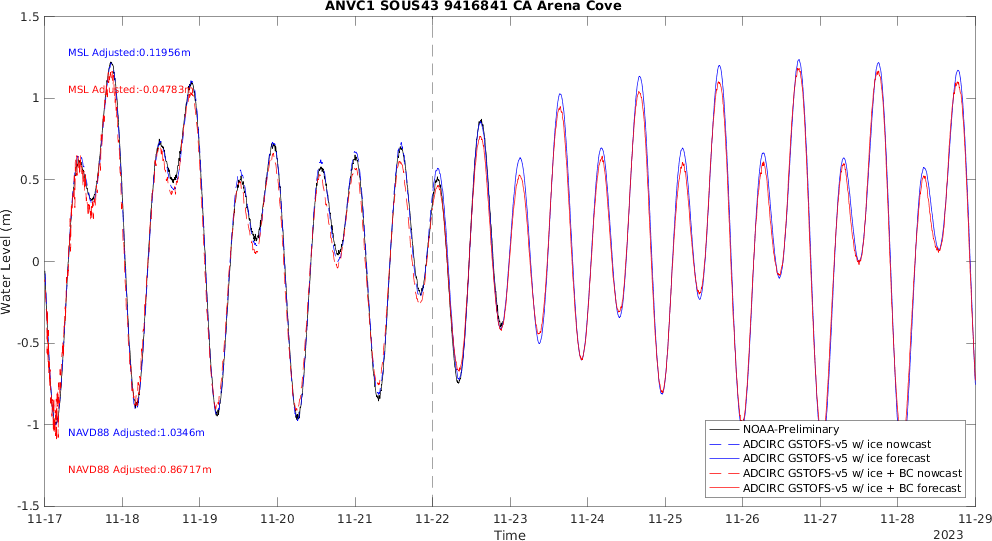 ANVC1 SOUS43 9416841 CA Arena Cove
1.5
1
0.5
0
-0.5
-1
-1.5
Water Level (m)
MSL Adjusted:0.11956m
MSL Adjusted:-0.04783m
NAVD88 Adjusted:1.0346m
NAVD88 Adjusted:0.86717m
NOAA-Preliminary
ADCIRC GSTOFS-v5 w/ ice nowcast
ADCIRC GSTOFS-v5 w/ ice forecast
ADCIRC GSTOFS-v5 w/ ice + BC nowcast
ADCIRC GSTOFS-v5 w/ ice + BC forecast
11-17 11-18 11-19 11-20 11-21 11-22 11-23 11-24 11-25 11-26 11-27 11-28 11-29
Time
2023